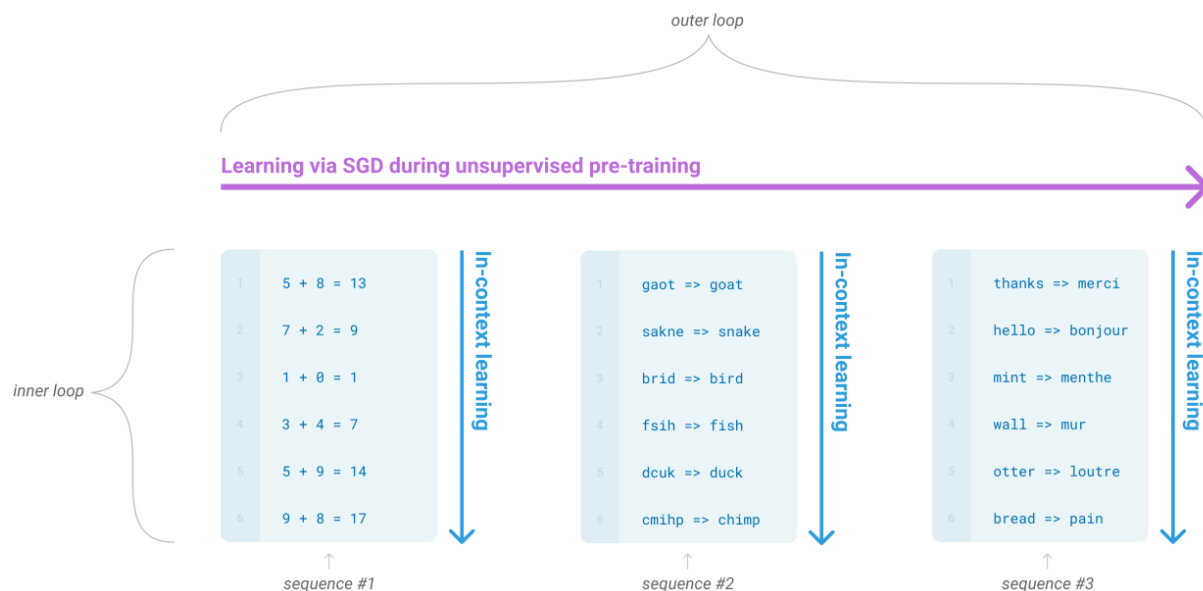 outer loop
Learning via SGD during unsupervised pre-training
inner loop
1 5 + 8 = 13
2 7 + 2 = 9
3 1 + 0 = 1
4 3 + 4 = 7
5 5 + 9 = 14
6 9 + 8 = 17
In-context learning
sequence #1
1 gaot => goat
2 sakne => snake
3 brid => bird
4 fsih => fish
5 dcuk => duck
6 cmihp => chimp
In-context learning
sequence #2
1 thanks => merci
2 hello => bonjour
3 mint => menthe
4 wall => mur
5 otter => loutre
6 bread => pain
In-context learning
sequence #3